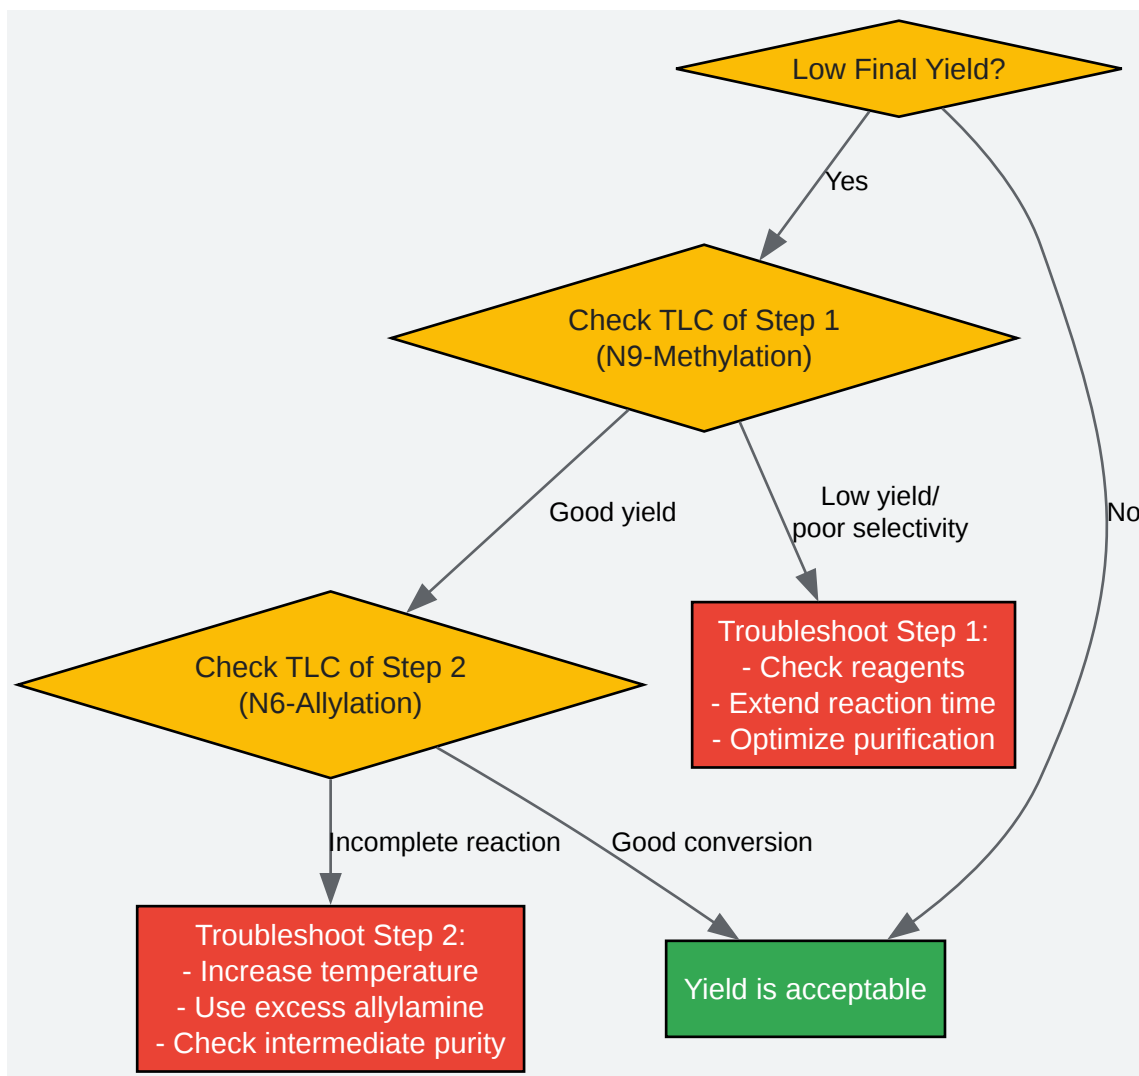 Low Final Yield?
Yes
Check TLC of Step 1
(N9-Methylation)
Good yield
Low yield/
poor selectivity
No
Check TLC of Step 2
(N6-Allylation)
Troubleshoot Step 1:
- Check reagents
- Extend reaction time
- Optimize purification
Incomplete reaction
Good conversion
Troubleshoot Step 2:
- Increase temperature
- Use excess allylamine
- Check intermediate purity
Yield is acceptable